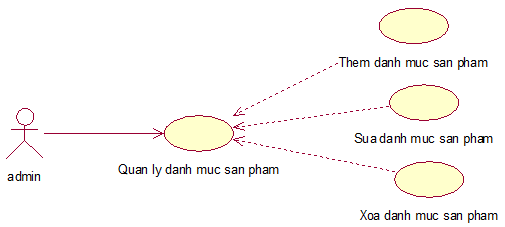 Them danh muc san pham
Sua danh muc san pham
admin
Quan ly danh muc san pham
Xoa danh muc san pham